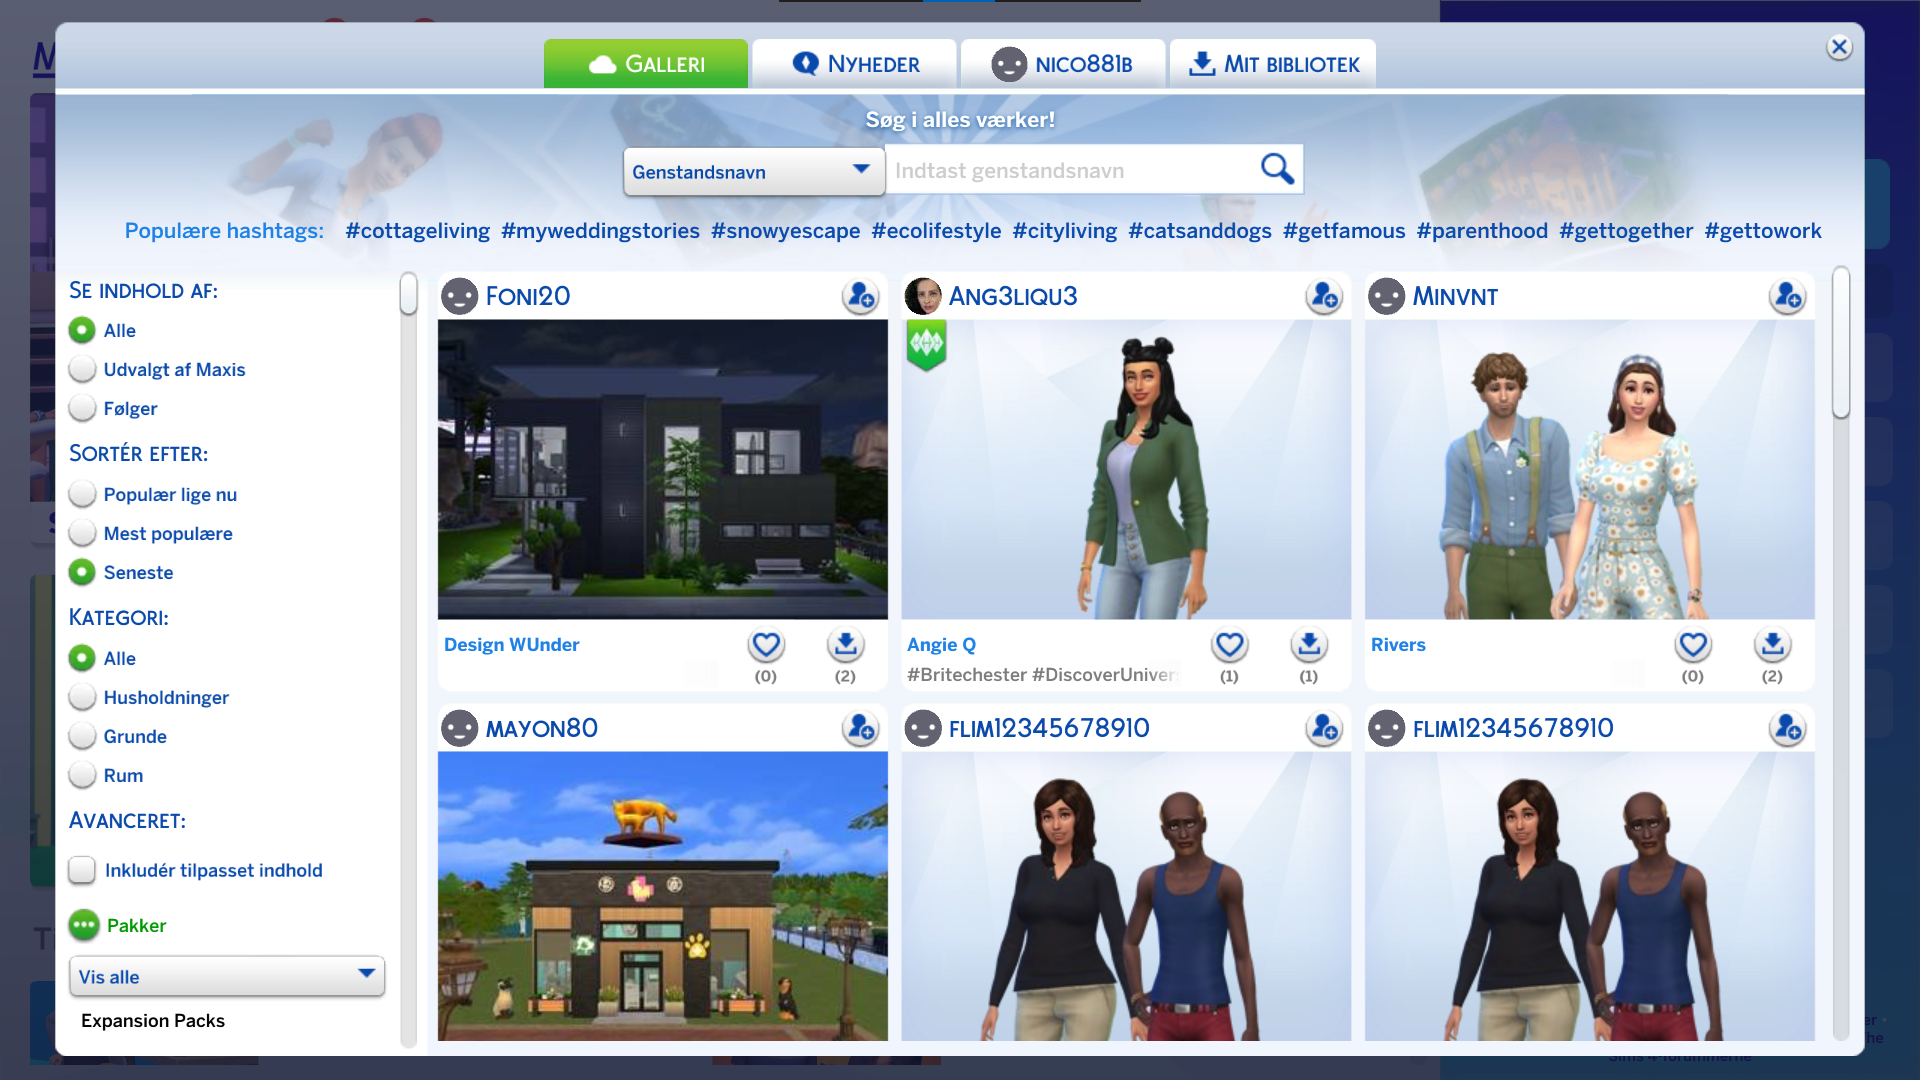 GALLERI
NYHEDER
NICO881B
MIT BIBLIOTEK
Søg i alles værker!
Genstandsnavn
Indtast genstandsnavn
Populære hashtags: #cottageliving #myweddingstories #snowyescape #ecolifestyle #cityliving #catsanddogs #getfamous #parenthood #gettogether #gettowork
SE INDHOLD AF:
Alle
Udvalgt af Maxis
Følger
SORTÉR EFTER:
Populær lige nu
Mest populære
Seneste
KATEGORI:
Alle
Husholdninger
Grunde
Rum
AVANCERET:
Inkludér tilpasset indhold
Pakker
Vis alle
Expansion Packs
FONI20
Design WUnder
(0)
(2)
ANG3LIQU3
Angie Q
#Britechester #DiscoverUniver
(1)
(1)
MINVNT
Rivers
(0)
(2)
MAYON80
FLIM12345678910
FLIM12345678910